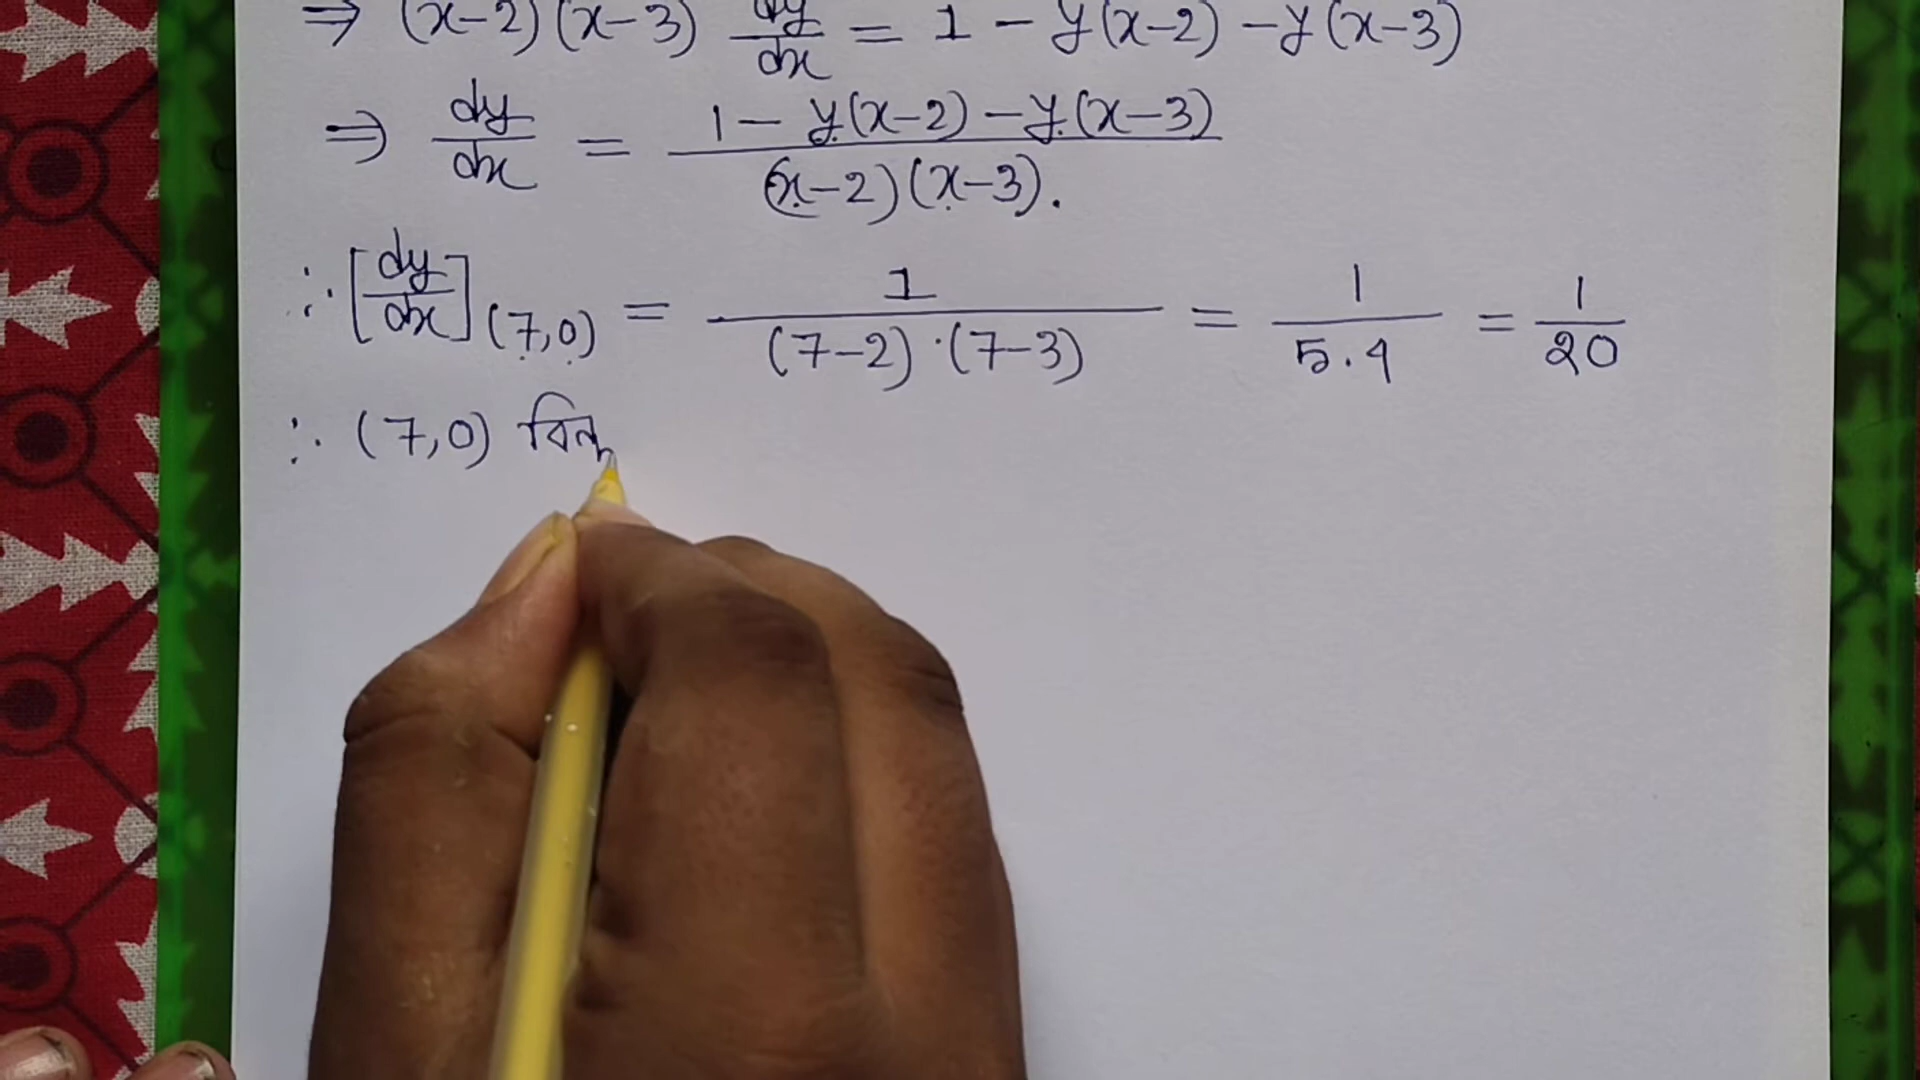 ⇒ (x-2)(x-3) dy/dx = 1 - y(x-2) - y(x-3)
⇒ dy/dx = 1 - y(x-2) - y(x-3) / (x-2)(x-3).
∴ [dy/dx](7,0) = 1 / (7-2)·(7-3) = 1 / 5.4 = 1/20
∴ (7,0)